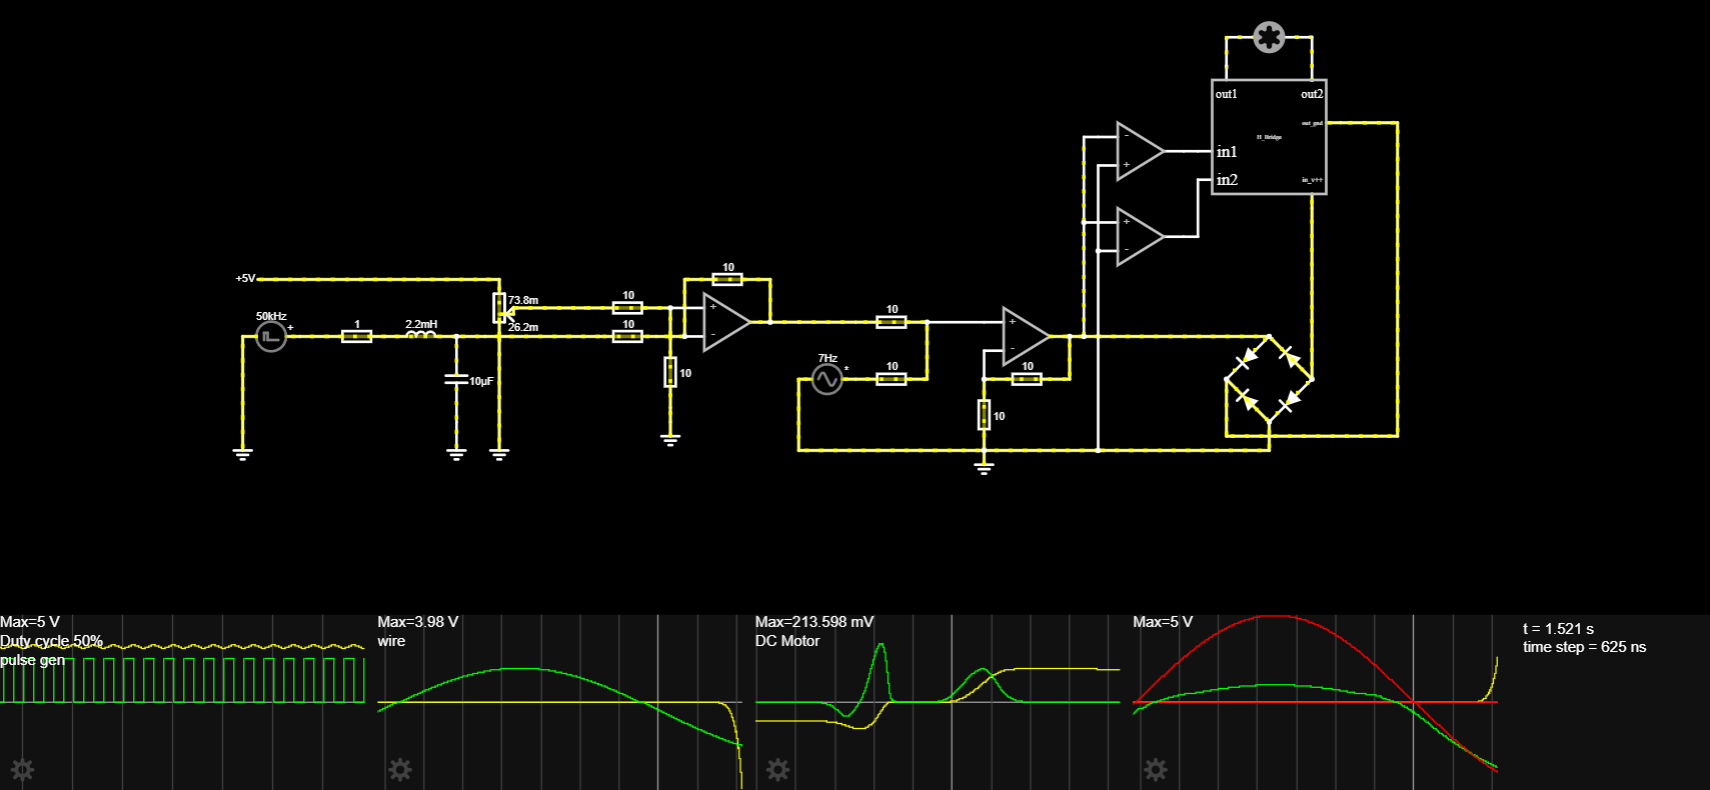 out1
out2
out_gnd
H_Bridge
in1
in2
in_v++
-
+
+
-
+5V
50kHz
+
1
2.2mH
10µF
73.8m
26.2m
10
10
10
10
+
-
10
7Hz
+
10
+
-
10
10
Max=5 V
Duty cycle 50%
pulse gen
Max=3.98 V
wire
Max=213.598 mV
DC Motor
Max=5 V
t = 1.521 s
time step = 625 ns